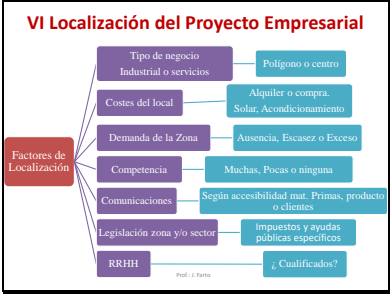 VI Localización del Proyecto Empresarial
Factores de
Localización
Tipo de negocio
Industrial o servicios
Polígono o centro
Costes del local
Alquiler o compra.
Solar, Acondicionamiento
Demanda de la Zona
Ausencia, Escasez o Exceso
Competencia
Muchas, Pocas o ninguna
Comunicaciones
Según accesibilidad mat. Primas, producto
o clientes
Legislación zona y/o sector
Impuestos y ayudas
públicas específicos
RRHH
¿ Cualificados?
Prof.: J. Farto